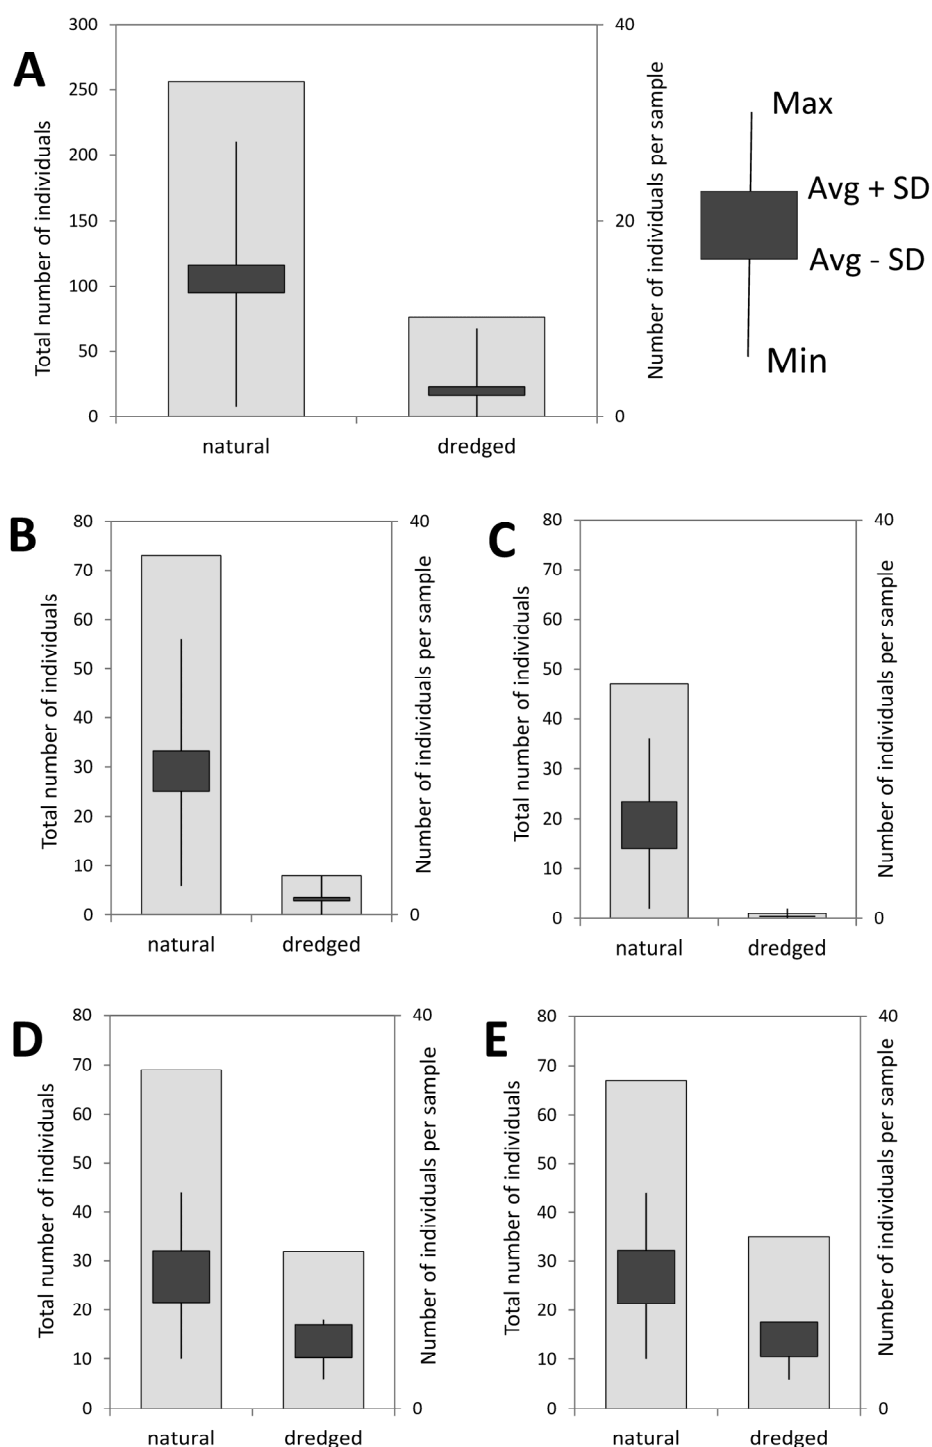 A
Total number of individuals
300
250
200
150
100
50
0
natural
dredged
40
20
0
Number of individuals per sample
Max
Avg + SD
Avg - SD
Min
B
Total number of individuals
80
70
60
50
40
30
20
10
0
natural
dredged
40
0
Number of individuals per sample
C
Total number of individuals
80
70
60
50
40
30
20
10
0
natural
dredged
40
0
Number of individuals per sample
D
Total number of individuals
80
70
60
50
40
30
20
10
0
natural
dredged
40
0
Number of individuals per sample
E
Total number of individuals
80
70
60
50
40
30
20
10
0
natural
dredged
40
0
Number of individuals per sample